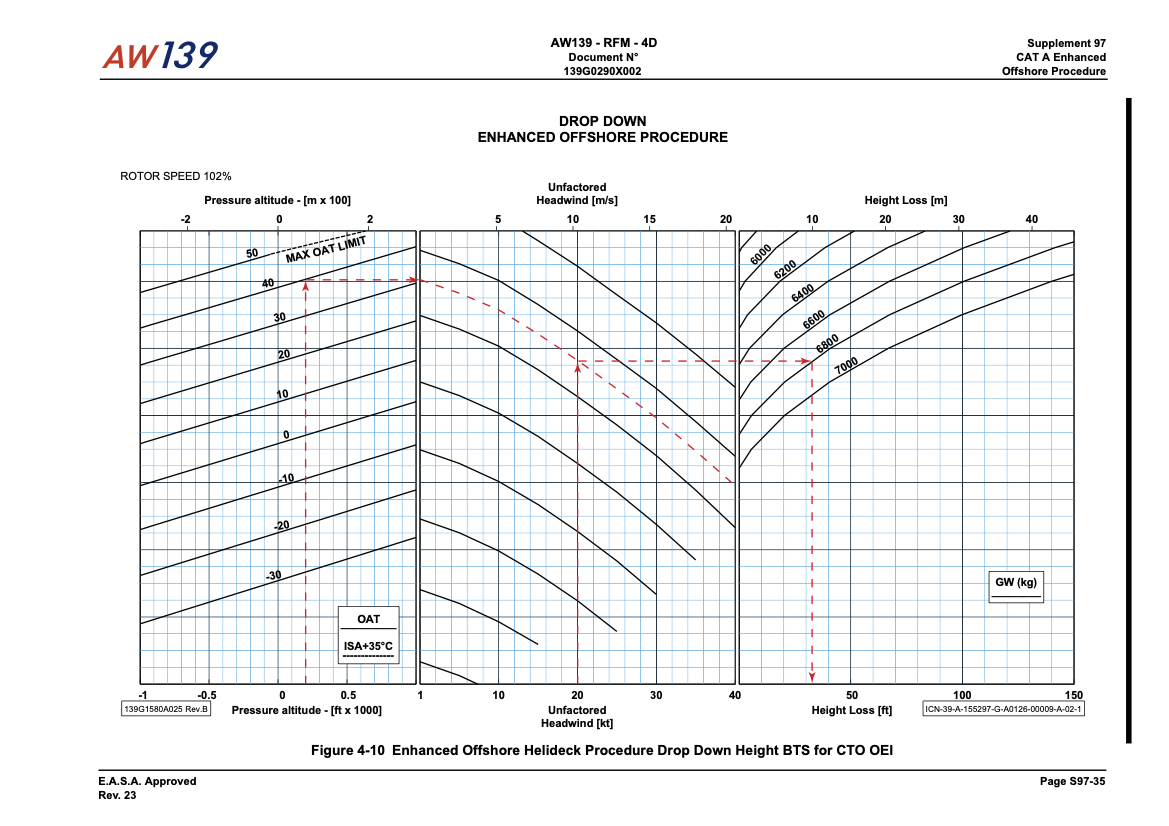 AW139
AW139 - RFM - 4D
Document N°
139G0290X002
Supplement 97
CAT A Enhanced
Offshore Procedure
DROP DOWN
ENHANCED OFFSHORE PROCEDURE
ROTOR SPEED 102%
Pressure altitude - [m x 100]
-2 0 2
Unfactored
Headwind [m/s]
5 10 15 20
Height Loss [m]
10 20 30 40
50
MAX OAT LIMIT
40
30
20
10
0
-10
-20
-30
OAT
ISA+35°C
6000
6200
6400
6600
6800
7000
GW (kg)
-1 -0.5 0 0.5
Pressure altitude - [ft x 1000]
1 10 20 30 40
Unfactored
Headwind [kt]
50 100 150
Height Loss [ft]
139G1580A025 Rev.B
ICN-39-A-155297-G-A0126-00009-A-02-1
Figure 4-10 Enhanced Offshore Helideck Procedure Drop Down Height BTS for CTO OEI
E.A.S.A. Approved
Rev. 23
Page S97-35